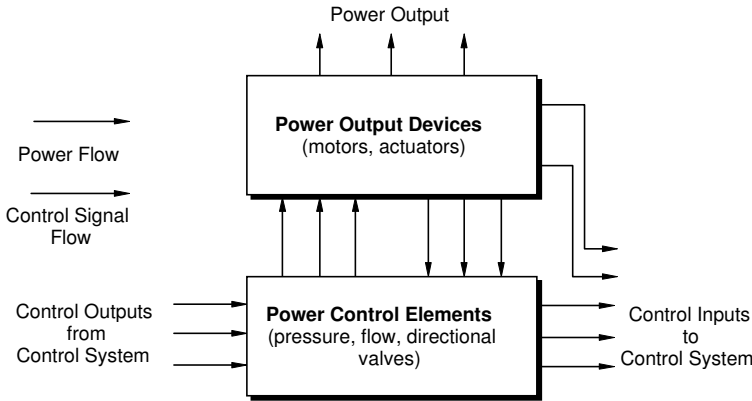 Power Output
Power Output Devices
(motors, actuators)
Power Flow
Control Signal
Flow
Control Outputs
from
Control System
Power Control Elements
(pressure, flow, directional
valves)
Control Inputs
to
Control System